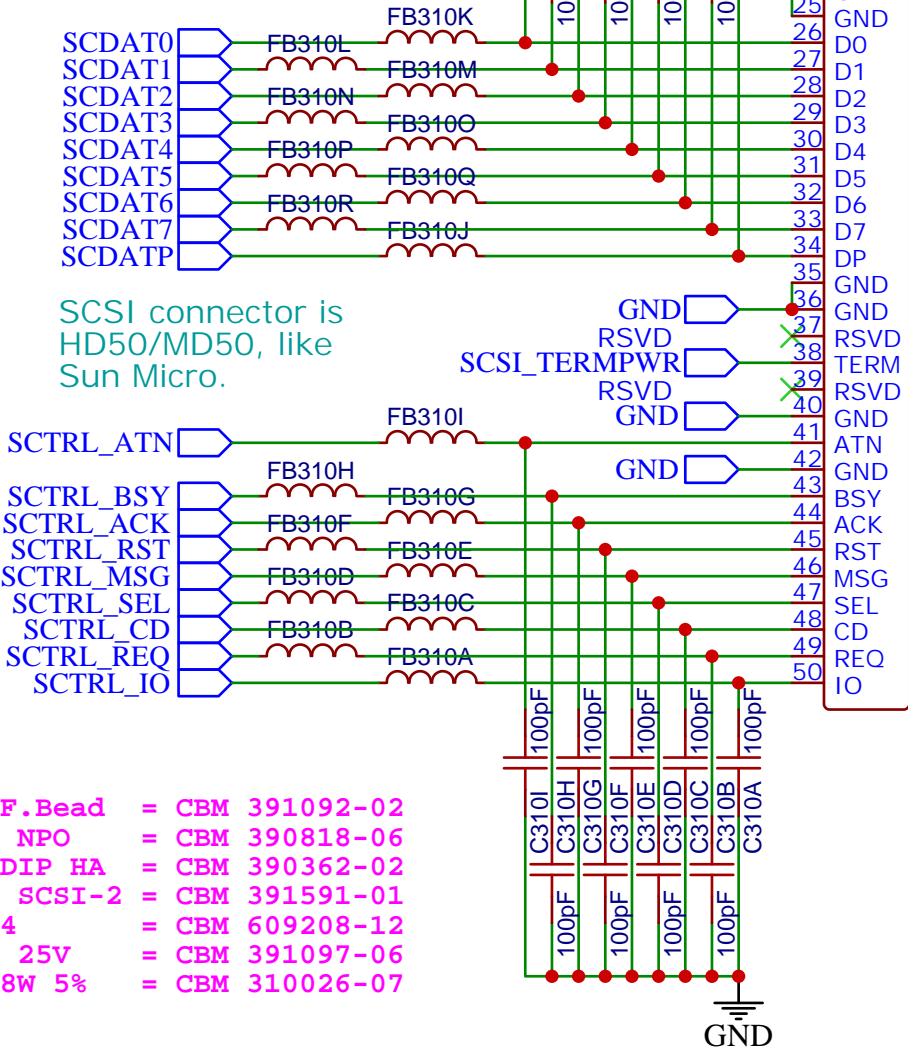 FB310K
25
GND
SCDAT0
FB310L
26
D0
SCDAT1
FB310M
27
D1
SCDAT2
FB310N
28
D2
SCDAT3
FB310O
29
D3
SCDAT4
FB310P
30
D4
SCDAT5
FB310Q
31
D5
SCDAT6
FB310R
32
D6
SCDAT7
FB310J
33
D7
SCDATP
34
DP
35
GND
SCSI connector is
HD50/MD50, like
Sun Micro.
GND
36
GND
RSVD
37
RSVD
SCSI_TERMPWR
38
TERM
RSVD
39
RSVD
GND
40
GND
FB310I
SCTRL_ATN
41
ATN
GND
42
GND
FB310H
SCTRL_BSY
FB310G
43
BSY
SCTRL_ACK
FB310F
44
ACK
SCTRL_RST
FB310E
45
RST
SCTRL_MSG
FB310D
46
MSG
SCTRL_SEL
FB310C
47
SEL
SCTRL_CD
FB310B
48
CD
SCTRL_REQ
FB310A
49
REQ
SCTRL_IO
50
IO
100pF
100pF
100pF
100pF
100pF
C310I
C310H
C310G
C310F
C310E
C310D
C310C
C310B
C310A
100pF
100pF
100pF
100pF
F.Bead = CBM 391092-02
NPO = CBM 390818-06
DIP HA = CBM 390362-02
SCSI-2 = CBM 391591-01
4 = CBM 609208-12
25V = CBM 391097-06
8W 5% = CBM 310026-07
GND